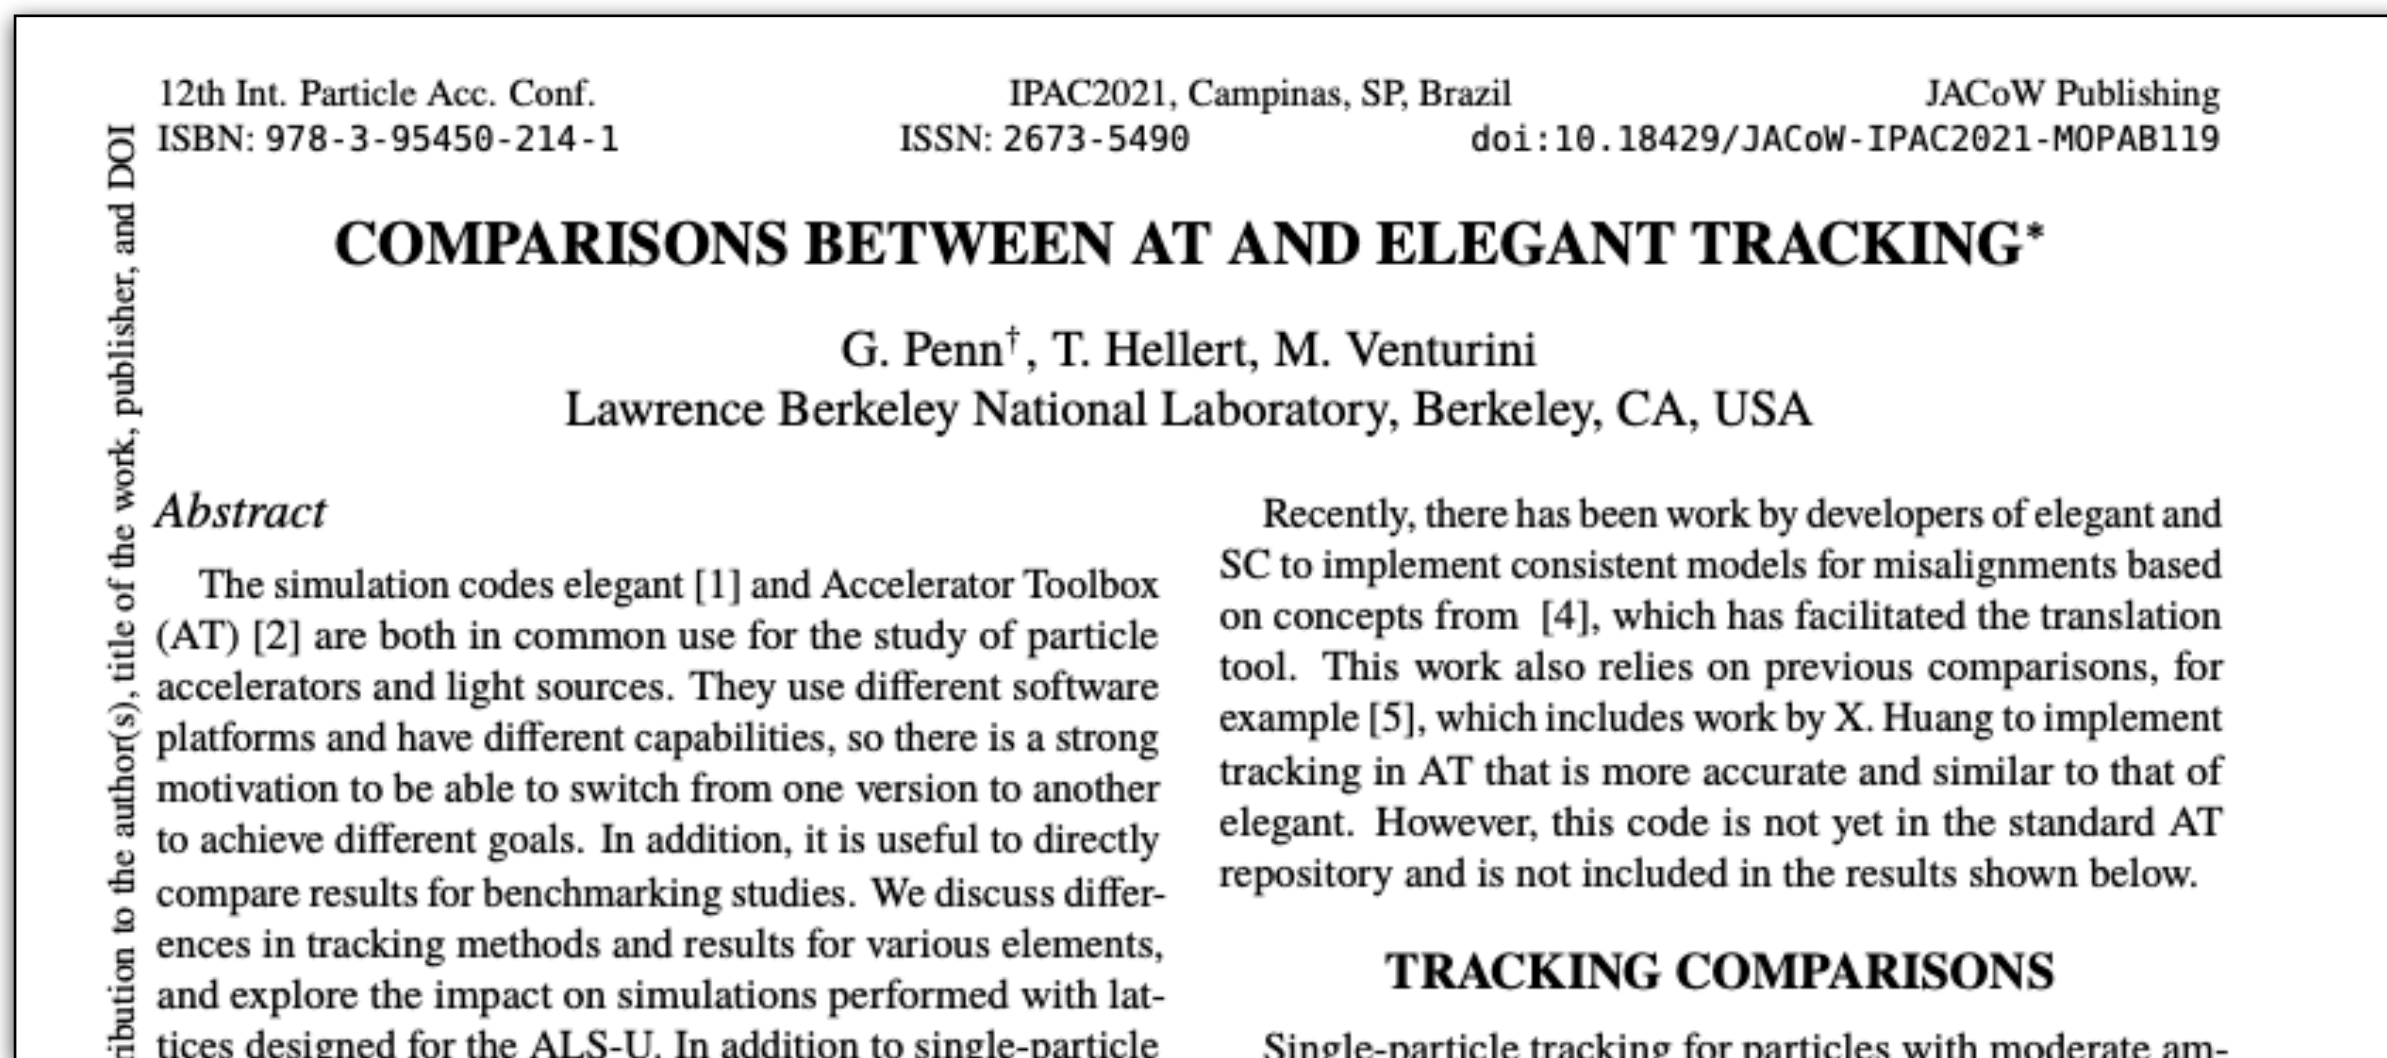 12th Int. Particle Acc. Conf.
IPAC2021, Campinas, SP, Brazil
JACoW Publishing
ISBN: 978-3-95450-214-1
ISSN: 2673-5490
doi:10.18429/JACoW-IPAC2021-MOPAB119
COMPARISONS BETWEEN AT AND ELEGANT TRACKING*
G. Penn†, T. Hellert, M. Venturini
Lawrence Berkeley National Laboratory, Berkeley, CA, USA
Abstract
The simulation codes elegant [1] and Accelerator Toolbox
(AT) [2] are both in common use for the study of particle
accelerators and light sources. They use different software
platforms and have different capabilities, so there is a strong
motivation to be able to switch from one version to another
to achieve different goals. In addition, it is useful to directly
compare results for benchmarking studies. We discuss differ-
ences in tracking methods and results for various elements,
and explore the impact on simulations performed with lat-
tices designed for the ALS-U. In addition to single-particle
Recently, there has been work by developers of elegant and
SC to implement consistent models for misalignments based
on concepts from [4], which has facilitated the translation
tool. This work also relies on previous comparisons, for
example [5], which includes work by X. Huang to implement
tracking in AT that is more accurate and similar to that of
elegant. However, this code is not yet in the standard AT
repository and is not included in the results shown below.
TRACKING COMPARISONS
Single-particle tracking for particles with moderate am-
ribution to the author(s), title of the work, publisher, and DOI